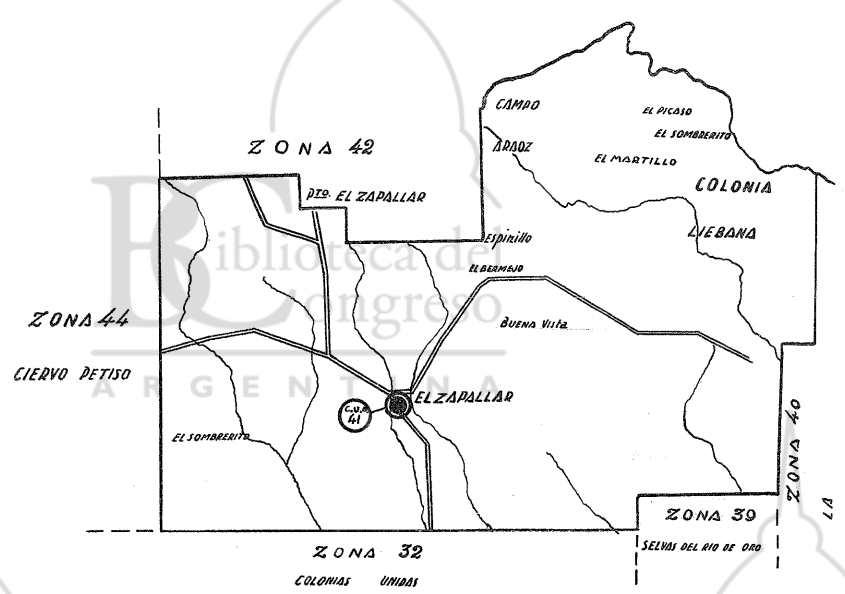 CAMPO
EL PICASO
EL SOMBRERITO
ARAOZ
EL MARTILLO
ZONA 42
COLONIA
PTO. EL ZAPALLAR
LIEBANA
Espinillo
EL BERMEJO
Biblioteca del
Congreso
ARGENTINA
ZONA 44
BUENA Vista
CIERVO PETISO
EL ZAPALLAR
C.U.R.
41
EL SOMBRERITO
ZONA 40
LA
ZONA 39
SELVAS DEL RIO DE ORO
ZONA 32
COLONIAS UNIDAS